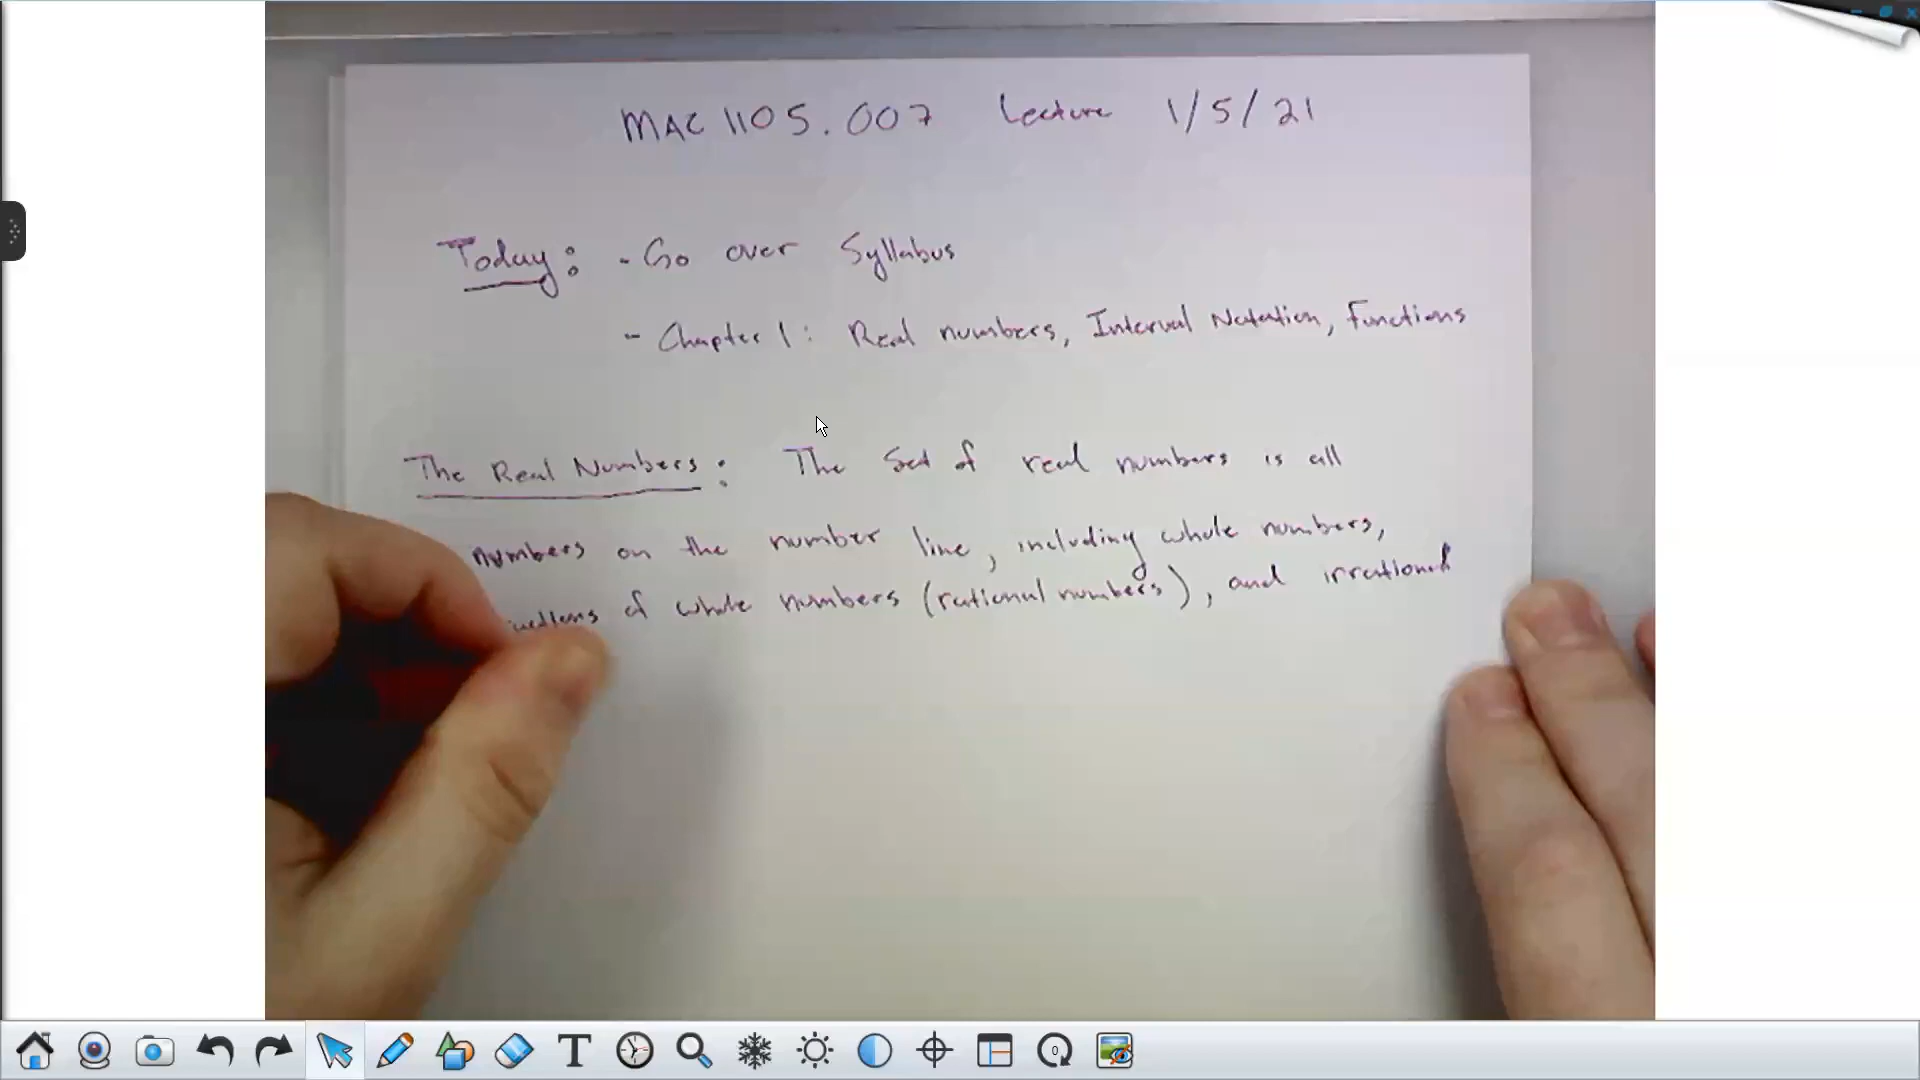 MAC 1105.007 Lecture 1/5/21
Today: - Go over Syllabus
- Chapter 1: Real numbers, Interval Notation, Functions
The Real Numbers: The set of real numbers is all
numbers on the number line, including whole numbers,
of whole numbers (rational numbers), and irrational
T
0